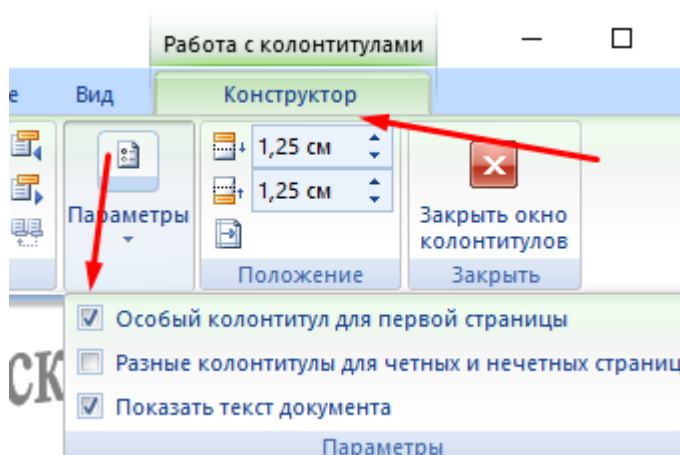 Работа с колонтитулами
Вид
Конструктор
1,25 см
1,25 см
Параметры
Закрыть окно
колонтитулов
Положение
Закрыть
Особый колонтитул для первой страницы
Разные колонтитулы для четных и нечетных страниц
Показать текст документа
Параметры